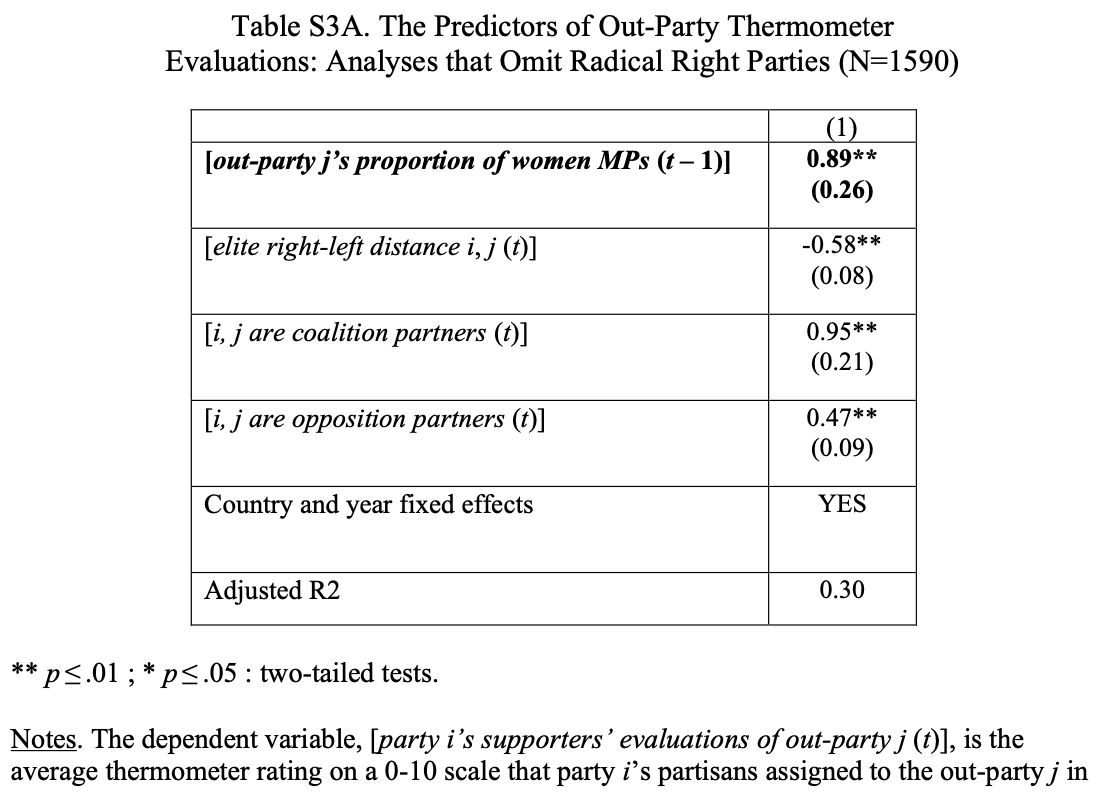 Table S3A. The Predictors of Out-Party Thermometer
Evaluations: Analyses that Omit Radical Right Parties (N=1590)
(1)
[out-party j’s proportion of women MPs (t – 1)] 0.89**
(0.26)
[elite right-left distance i, j (t)] -0.58**
(0.08)
[i, j are coalition partners (t)] 0.95**
(0.21)
[i, j are opposition partners (t)] 0.47**
(0.09)
Country and year fixed effects YES
Adjusted R2 0.30
** p≤.01 ; * p≤.05 : two-tailed tests.
Notes. The dependent variable, [party i’s supporters’ evaluations of out-party j (t)], is the
average thermometer rating on a 0-10 scale that party i’s partisans assigned to the out-party j in